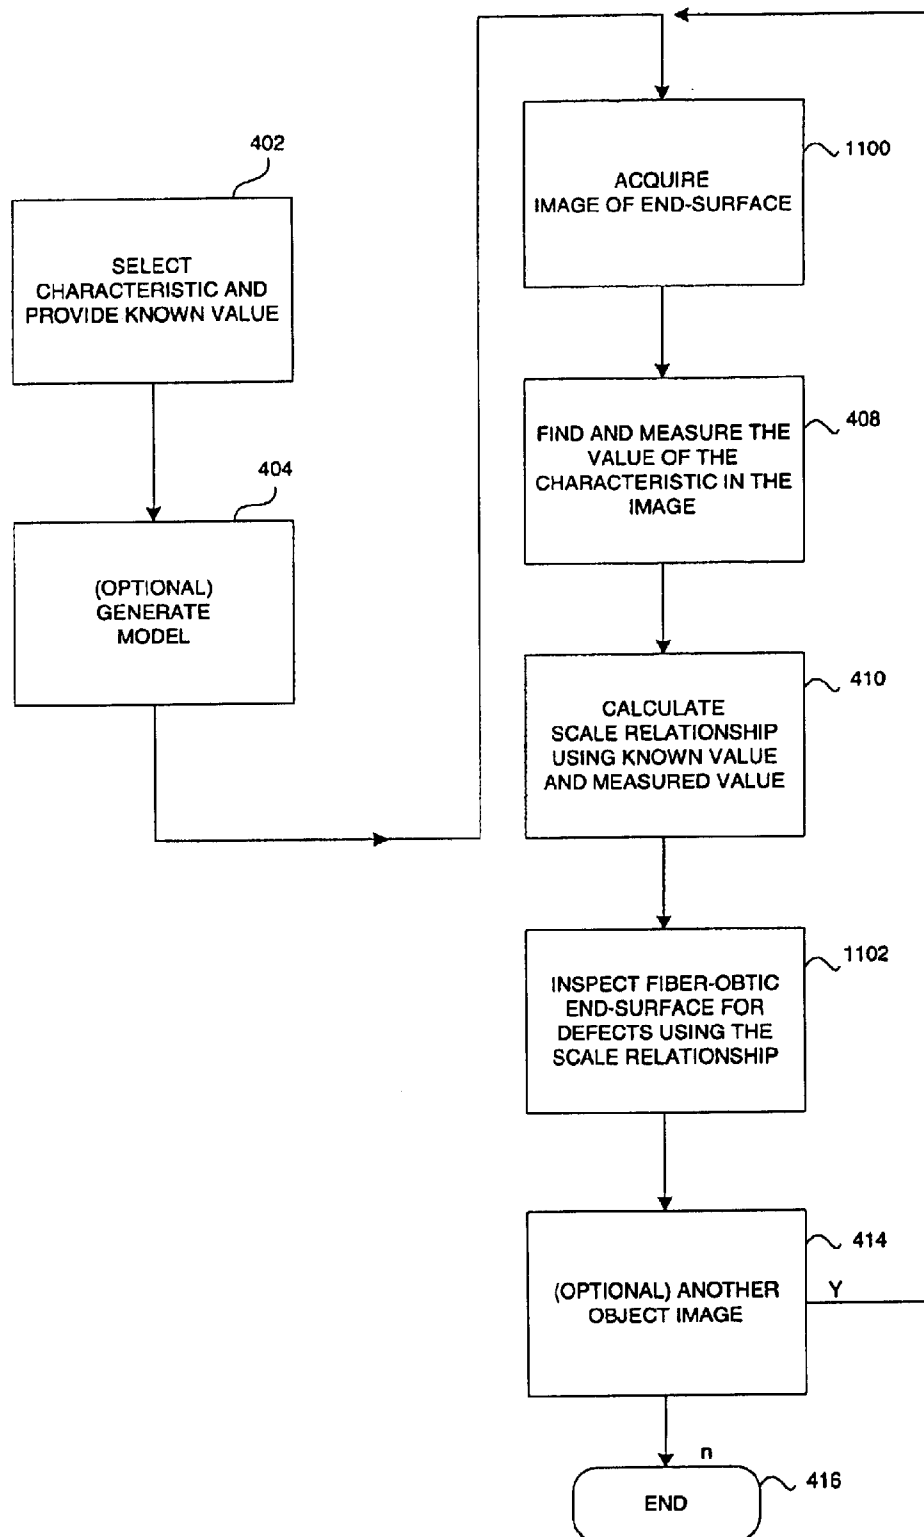 402
SELECT
CHARACTERISTIC AND
PROVIDE KNOWN VALUE
404
(OPTIONAL)
GENERATE
MODEL
1100
ACQUIRE
IMAGE OF END-SURFACE
408
FIND AND MEASURE THE
VALUE OF THE
CHARACTERISTIC IN THE
IMAGE
410
CALCULATE
SCALE RELATIONSHIP
USING KNOWN VALUE
AND MEASURED VALUE
1102
INSPECT FIBER-OBTIC
END-SURFACE FOR
DEFECTS USING THE
SCALE RELATIONSHIP
414
(OPTIONAL) ANOTHER
OBJECT IMAGE
Y
n
416
END